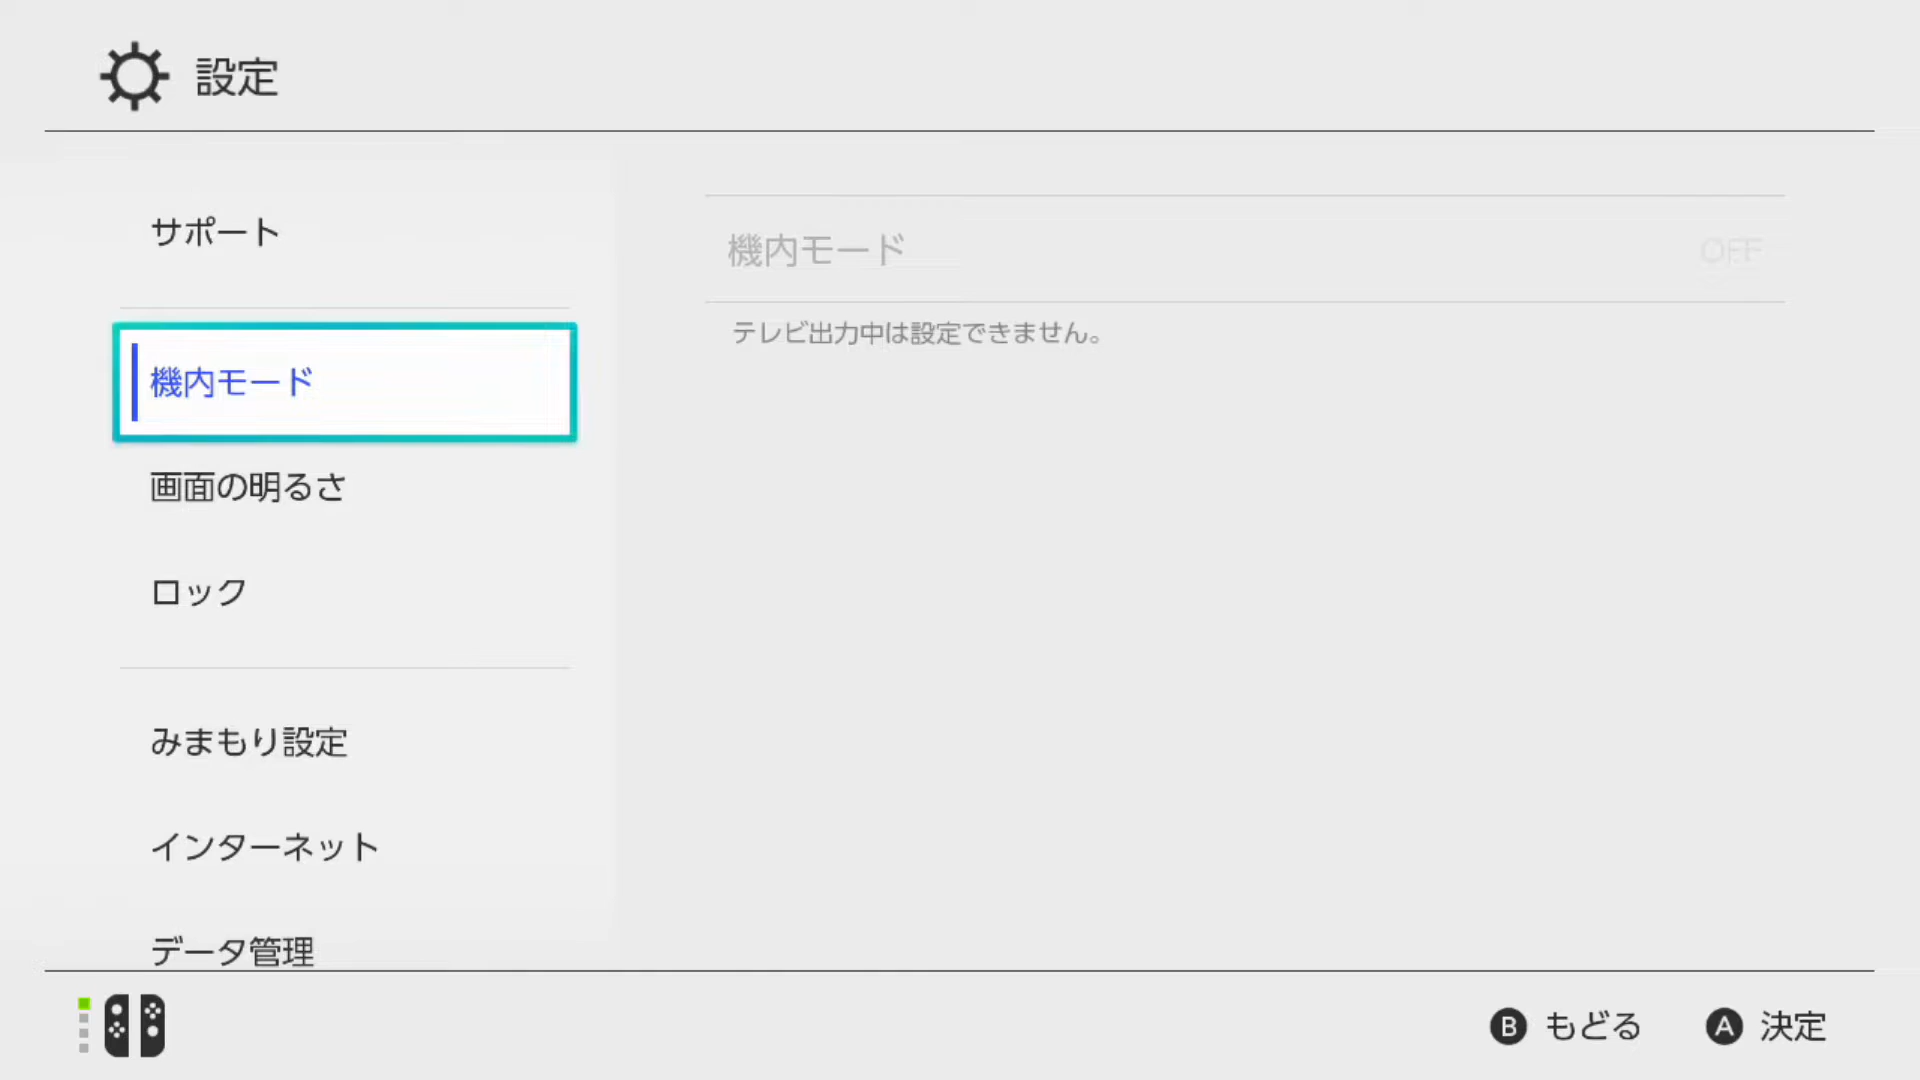 設定
サポート
機内モード
画面の明るさ
ロック
みまもり設定
インターネット
データ管理
機内モード OFF
テレビ出力中は設定できません。
B もどる A 決定